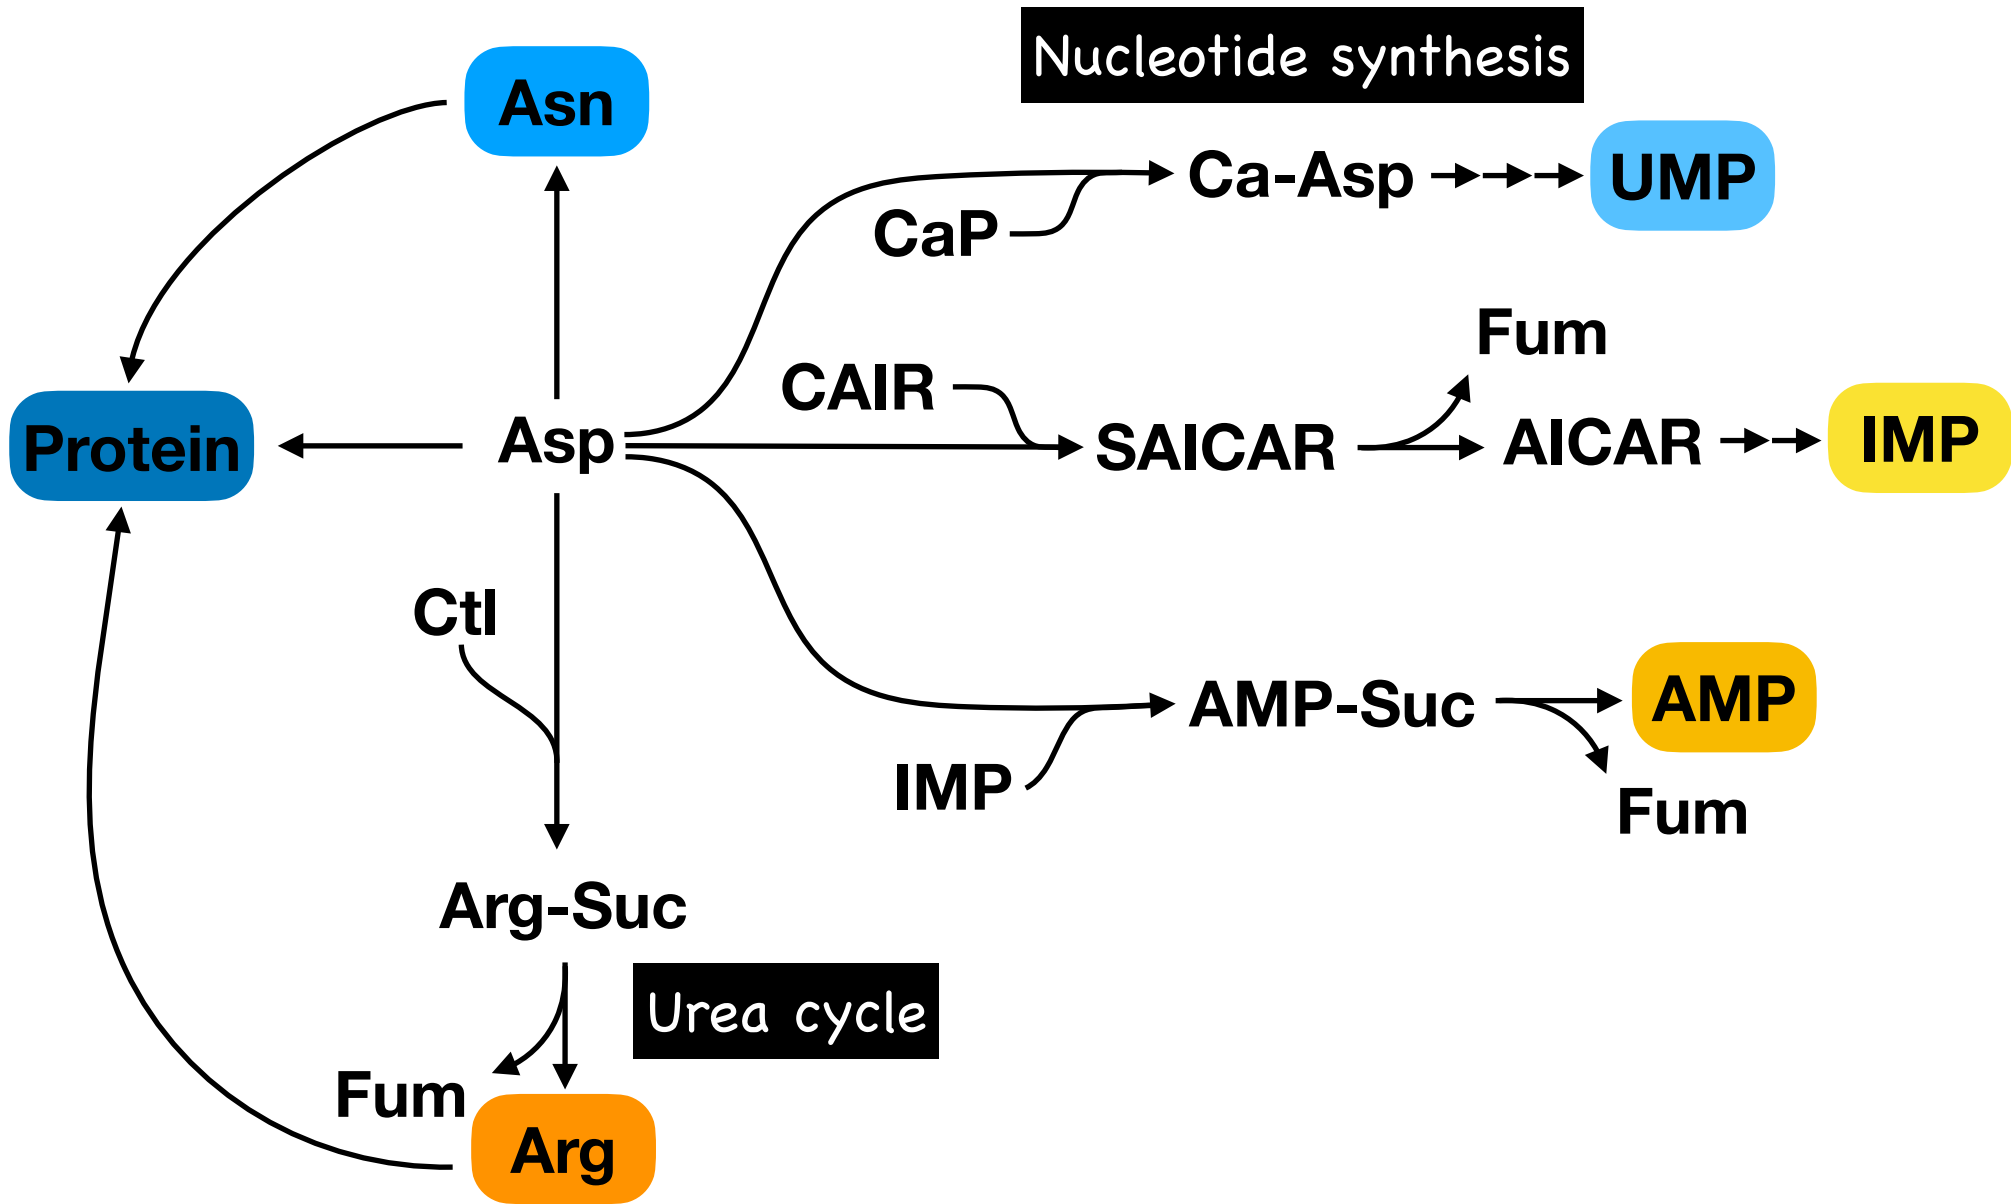 Nucleotide synthesis
Asn
Ca-Asp
UMP
CaP
Fum
CAIR
Protein
Asp
SAICAR
AICAR
IMP
Ctl
AMP-Suc
AMP
IMP
Fum
Arg-Suc
Urea cycle
Fum
Arg